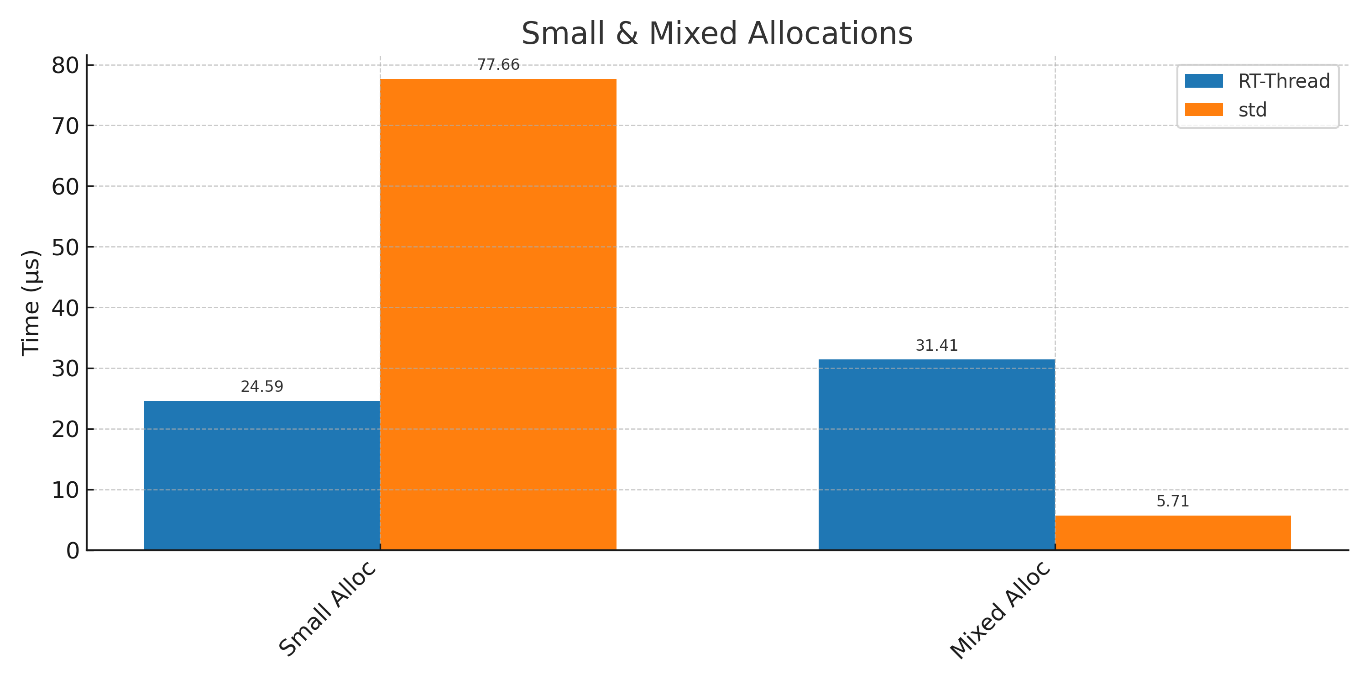 Small & Mixed Allocations
RT-Thread
std
Time (µs)
80
70
60
50
40
30
20
10
0
24.59
77.66
31.41
5.71
Small Alloc
Mixed Alloc